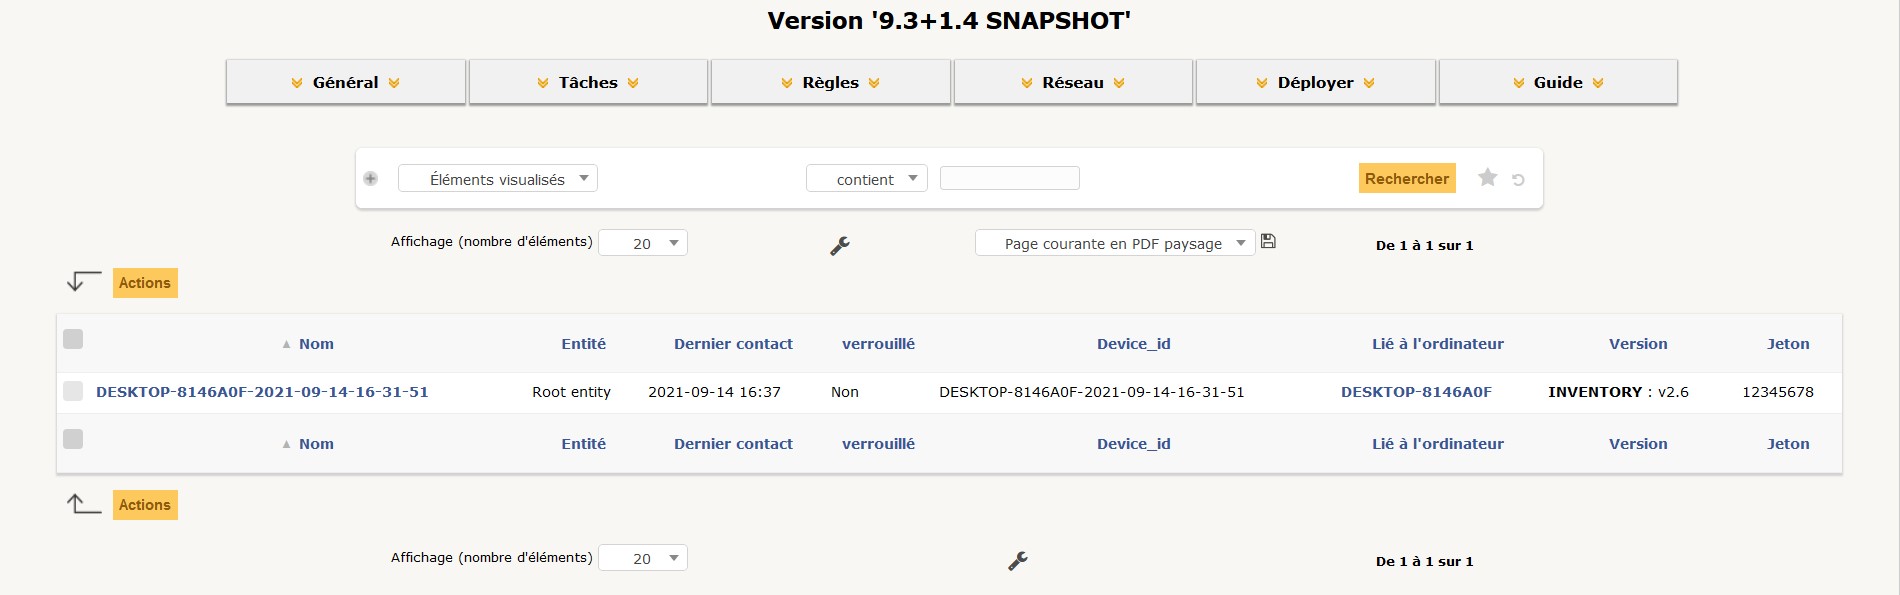 Version '9.3+1.4 SNAPSHOT'
Général Tâches Règles Réseau Déployer Guide
Éléments visualisés contient Rechercher
Affichage (nombre d'éléments) 20 Page courante en PDF paysage De 1 à 1 sur 1
Actions
Nom Entité Dernier contact verrouillé Device_id Lié à l'ordinateur Version Jeton
DESKTOP-8146A0F-2021-09-14-16-31-51 Root entity 2021-09-14 16:37 Non DESKTOP-8146A0F-2021-09-14-16-31-51 DESKTOP-8146A0F INVENTORY : v2.6 12345678
Nom Entité Dernier contact verrouillé Device_id Lié à l'ordinateur Version Jeton
Actions
Affichage (nombre d'éléments) 20 De 1 à 1 sur 1